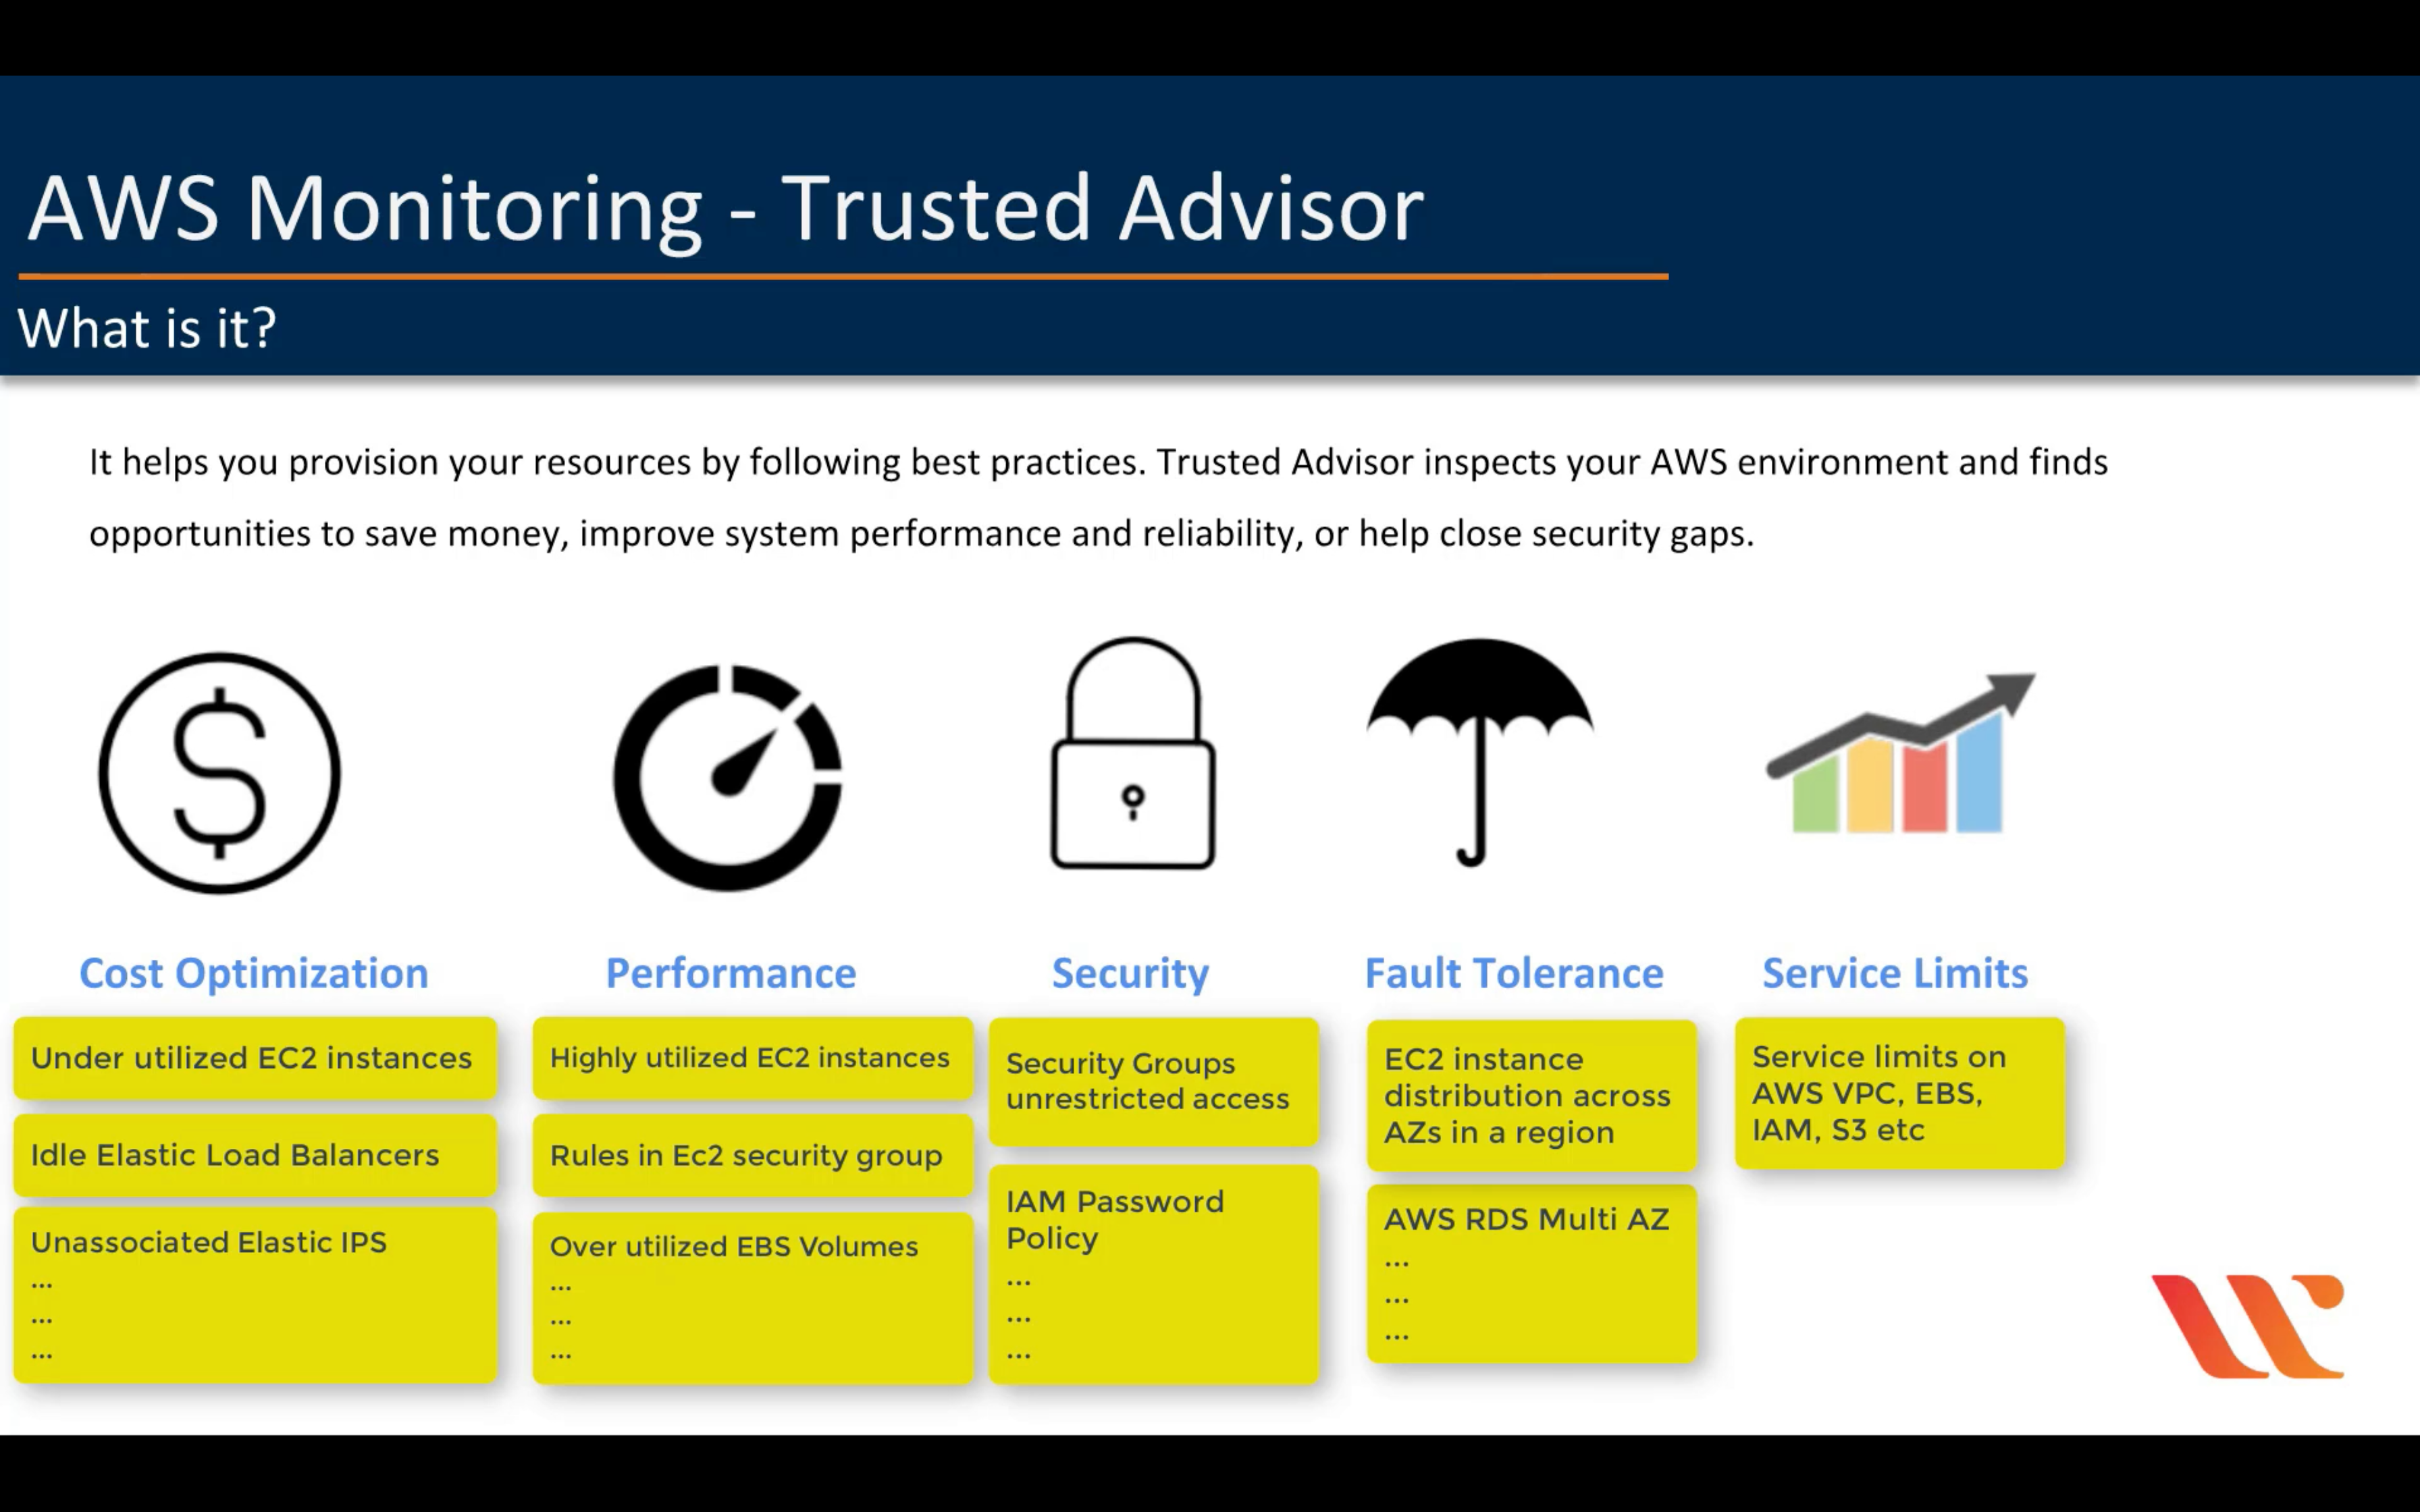 AWS Monitoring - Trusted Advisor
What is it?
It helps you provision your resources by following best practices. Trusted Advisor inspects your AWS environment and finds
opportunities to save money, improve system performance and reliability, or help close security gaps.
Cost Optimization
Under utilized EC2 instances
Idle Elastic Load Balancers
Unassociated Elastic IPS
...
...
...
Performance
Highly utilized EC2 instances
Rules in Ec2 security group
Over utilized EBS Volumes
...
...
...
Security
Security Groups
unrestricted access
IAM Password
Policy
...
...
...
Fault Tolerance
EC2 instance
distribution across
AZs in a region
AWS RDS Multi AZ
...
...
...
Service Limits
Service limits on
AWS VPC, EBS,
IAM, S3 etc